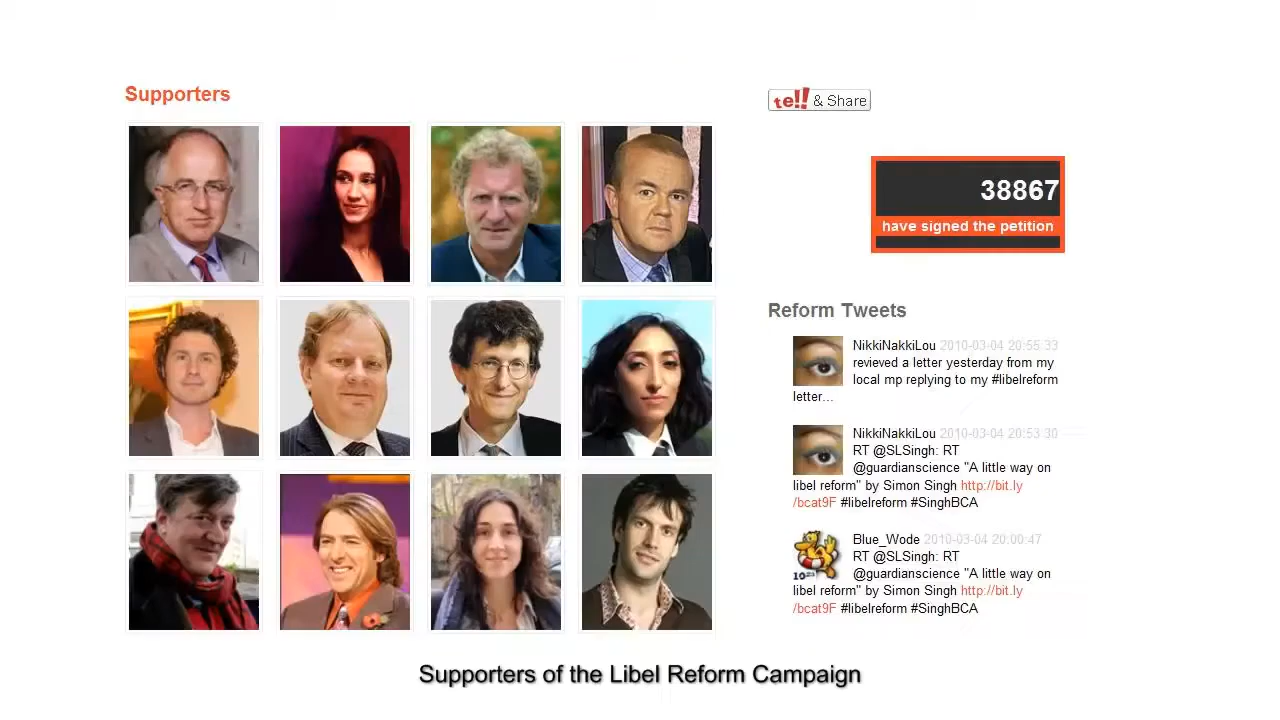 Supporters
te!! & Share
38867
have signed the petition
Reform Tweets
NikkiNakkiLou 2010-03-04 20:55:33
revieved a letter yesterday from my
local mp replying to my #libelreform
letter...
NikkiNakkiLou 2010-03-04 20:53:30
RT @SLSingh: RT
@guardianscience "A little way on
libel reform" by Simon Singh http://bit.ly
/bcat9F #libelreform #SinghBCA
Blue_Wode 2010-03-04 20:00:47
RT @SLSingh: RT
@guardianscience "A little way on
10:23
libel reform" by Simon Singh http://bit.ly
/bcat9F #libelreform #SinghBCA
Supporters of the Libel Reform Campaign